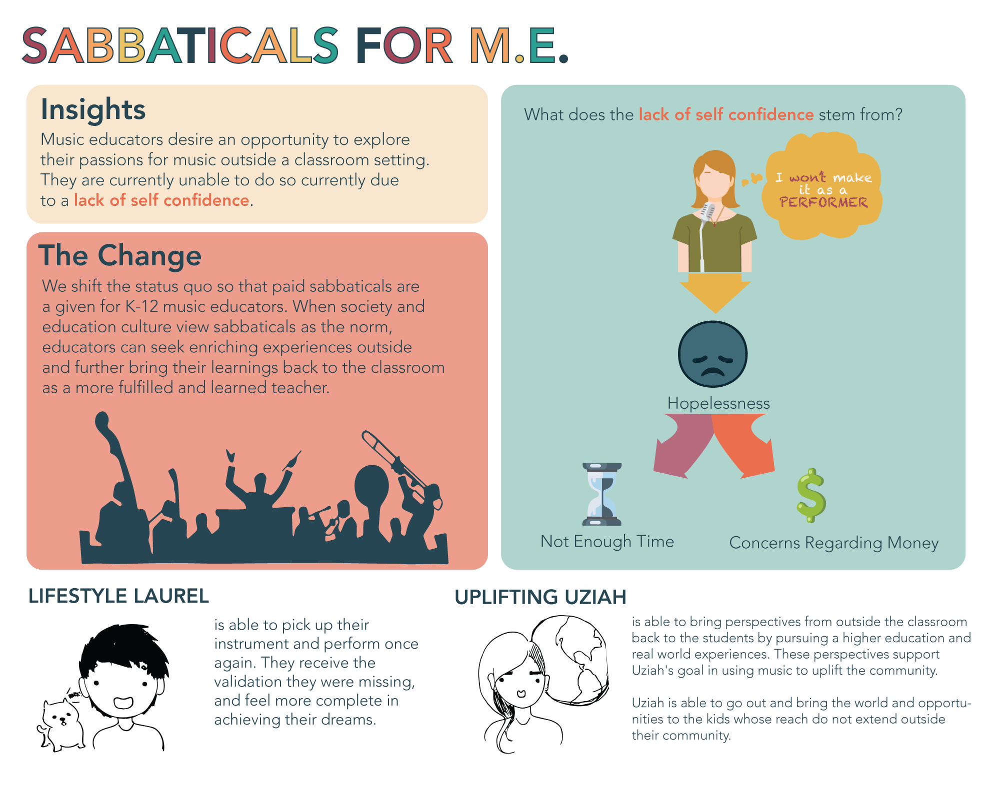 SABBATICALS FOR M.E.
Insights
Music educators desire an opportunity to explore
their passions for music outside a classroom setting.
They are currently unable to do so currently due
to a lack of self confidence.
The Change
We shift the status quo so that paid sabbaticals are
a given for K-12 music educators. When society and
education culture view sabbaticals as the norm,
educators can seek enriching experiences outside
and further bring their learnings back to the classroom
as a more fulfilled and learned teacher.
What does the lack of self confidence stem from?
I won't make
it as a
PERFORMER
Hopelessness
Not Enough Time
Concerns Regarding Money
LIFESTYLE LAUREL
is able to pick up their
instrument and perform once
again. They receive the
validation they were missing,
and feel more complete in
achieving their dreams.
UPLIFTING UZIAH
is able to bring perspectives from outside the classroom
back to the students by pursuing a higher education and
real world experiences. These perspectives support
Uziah's goal in using music to uplift the community.
Uziah is able to go out and bring the world and opportu-
nities to the kids whose reach do not extend outside
their community.